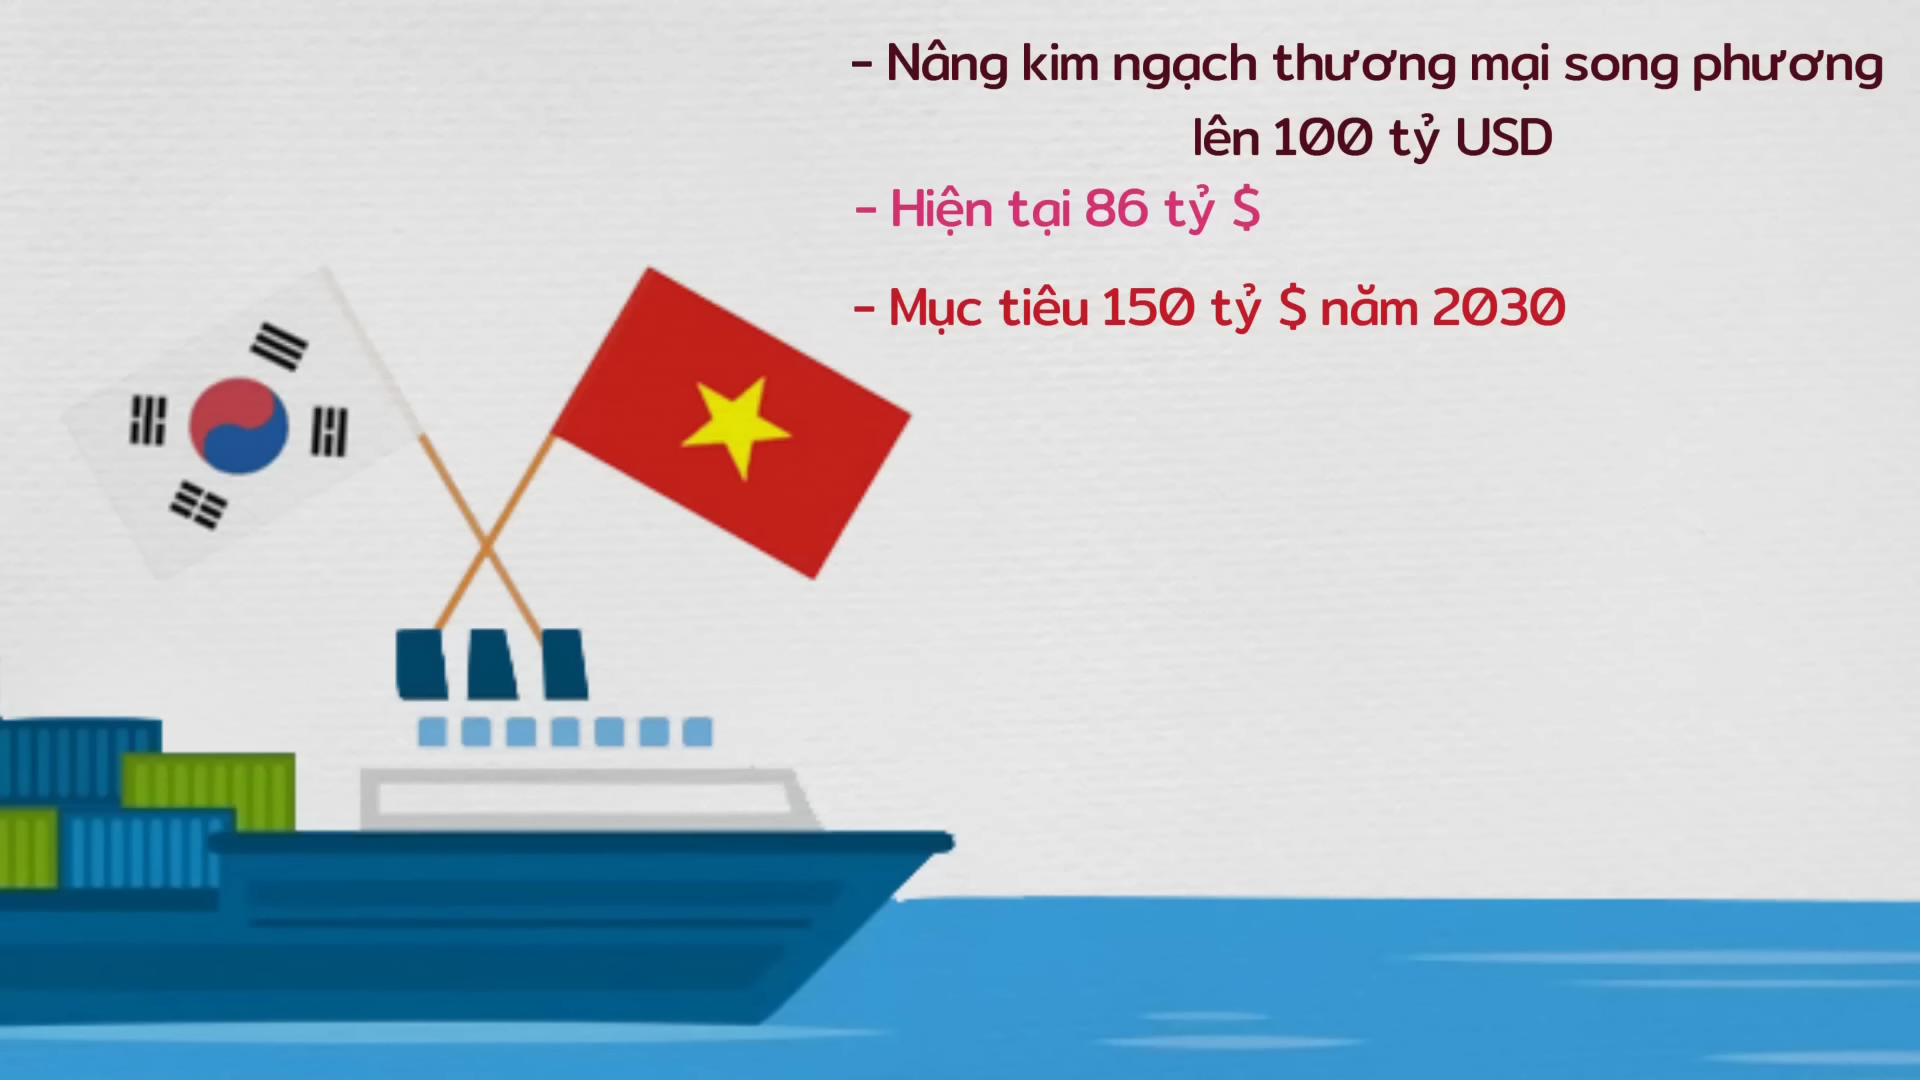 - Nâng kim ngạch thương mại song phương
lên 100 tỷ USD
- Hiện tại 86 tỷ $
- Mục tiêu 150 tỷ $ năm 2030